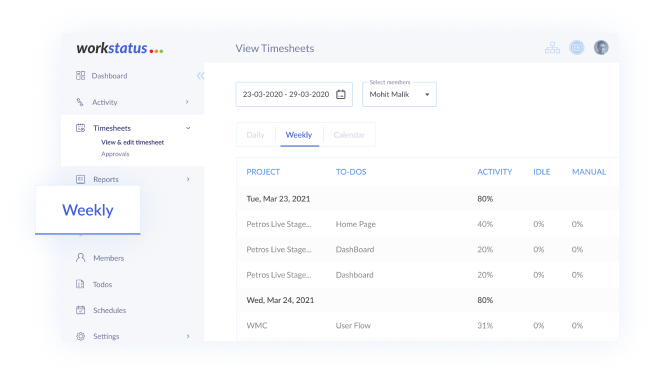 workstatus
View Timesheets
Dashboard
Activity
Timesheets
View & edit timesheet
Approvals
Reports
Weekly
Members
Todos
Schedules
Settings
23-03-2020 - 29-03-2020
Select members
Mohit Malik
Daily Weekly Calendar
PROJECT TO-DOS ACTIVITY IDLE MANUAL
Tue, Mar 23, 2021 80%
Petros Live Stage... Home Page 40% 0% 0%
Petros Live Stage... DashBoard 20% 0% 0%
Petros Live Stage... Dashboard 20% 0% 0%
Wed, Mar 24, 2021 80%
WMC User Flow 31% 0% 0%